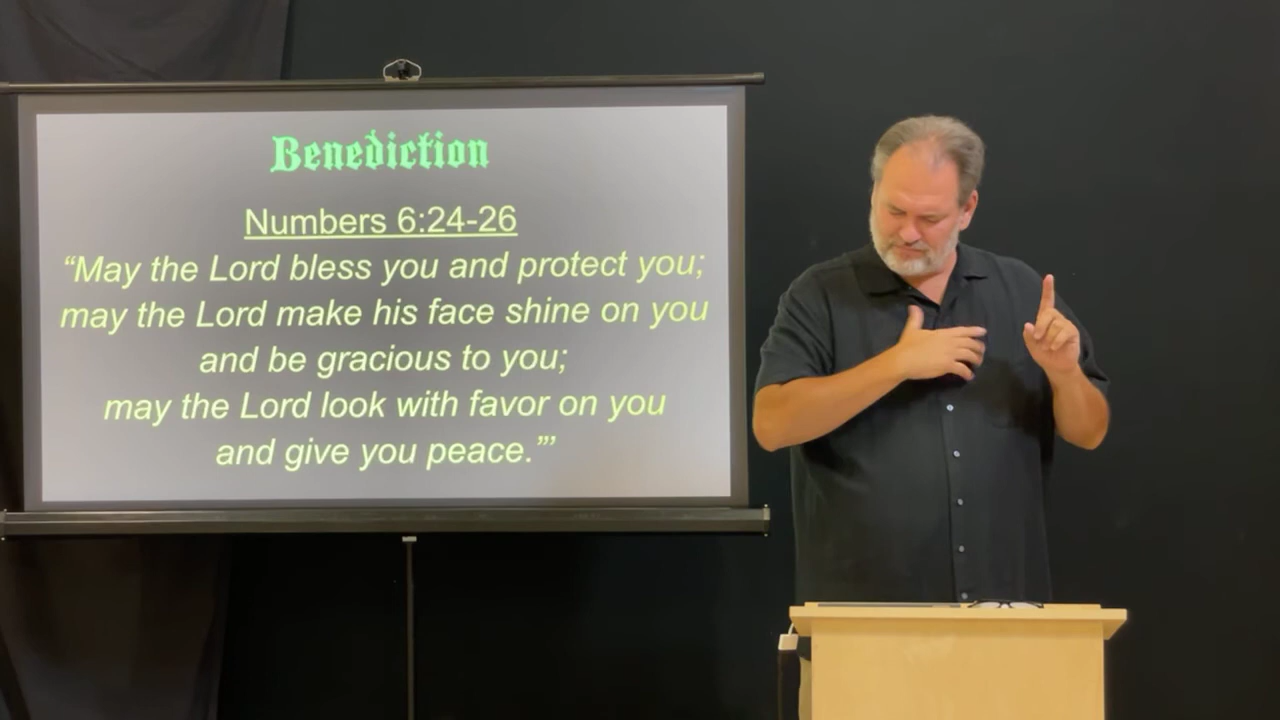 Benediction
Numbers 6:24-26
“May the Lord bless you and protect you;
may the Lord make his face shine on you
and be gracious to you;
may the Lord look with favor on you
and give you peace.”’